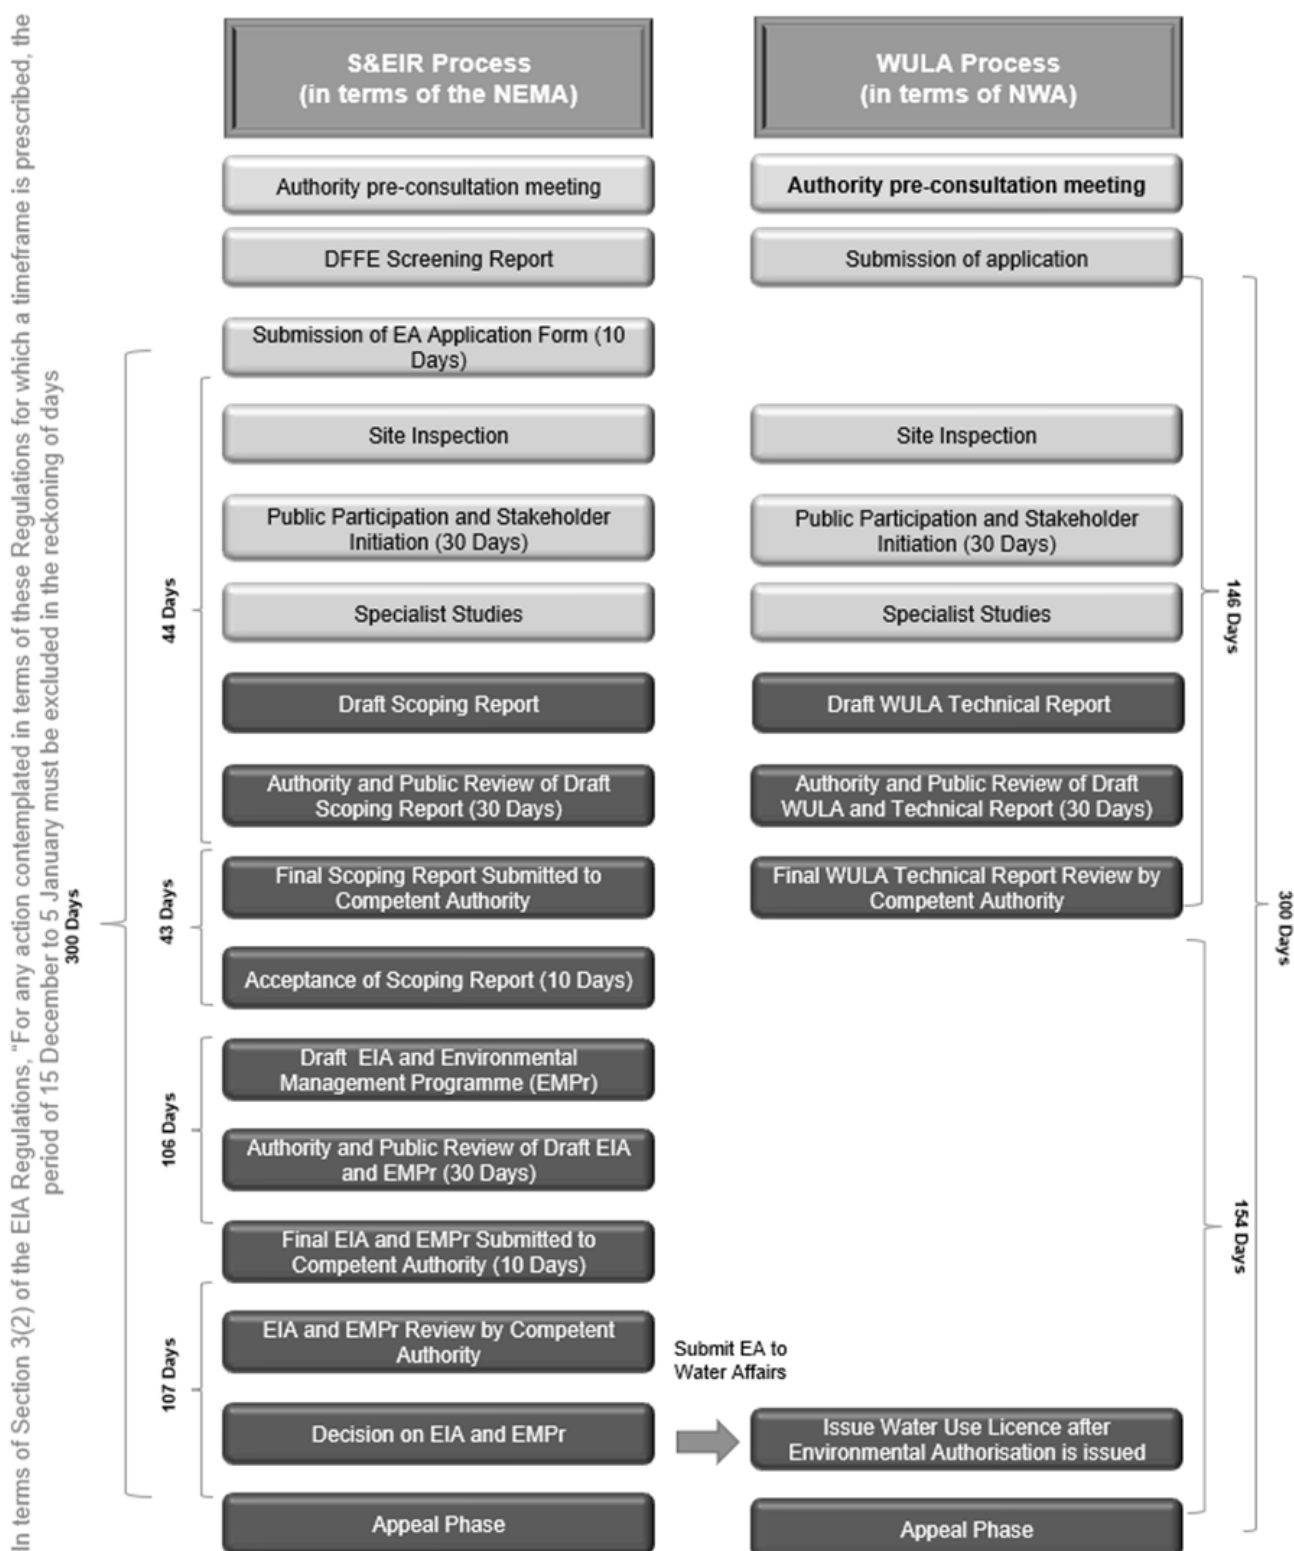 In terms of Section 3(2) of the EIA Regulations, "For any action contemplated in terms of these Regulations for which a timeframe is prescribed, the
period of 15 December to 5 January must be excluded in the reckoning of days
S&EIR Process
(in terms of the NEMA)
Authority pre-consultation meeting
DFFE Screening Report
Submission of EA Application Form (10
Days)
Site Inspection
Public Participation and Stakeholder
Initiation (30 Days)
Specialist Studies
Draft Scoping Report
Authority and Public Review of Draft
Scoping Report (30 Days)
Final Scoping Report Submitted to
Competent Authority
Acceptance of Scoping Report (10 Days)
Draft EIA and Environmental
Management Programme (EMPr)
Authority and Public Review of Draft EIA
and EMPr (30 Days)
Final EIA and EMPr Submitted to
Competent Authority (10 Days)
EIA and EMPr Review by Competent
Authority
Decision on EIA and EMPr
Appeal Phase
300 Days
44 Days
43 Days
106 Days
107 Days
Submit EA to
Water Affairs
WULA Process
(in terms of NWA)
Authority pre-consultation meeting
Submission of application
Site Inspection
Public Participation and Stakeholder
Initiation (30 Days)
Specialist Studies
Draft WULA Technical Report
Authority and Public Review of Draft
WULA and Technical Report (30 Days)
Final WULA Technical Report Review by
Competent Authority
Issue Water Use Licence after
Environmental Authorisation is issued
Appeal Phase
146 Days
154 Days
300 Days